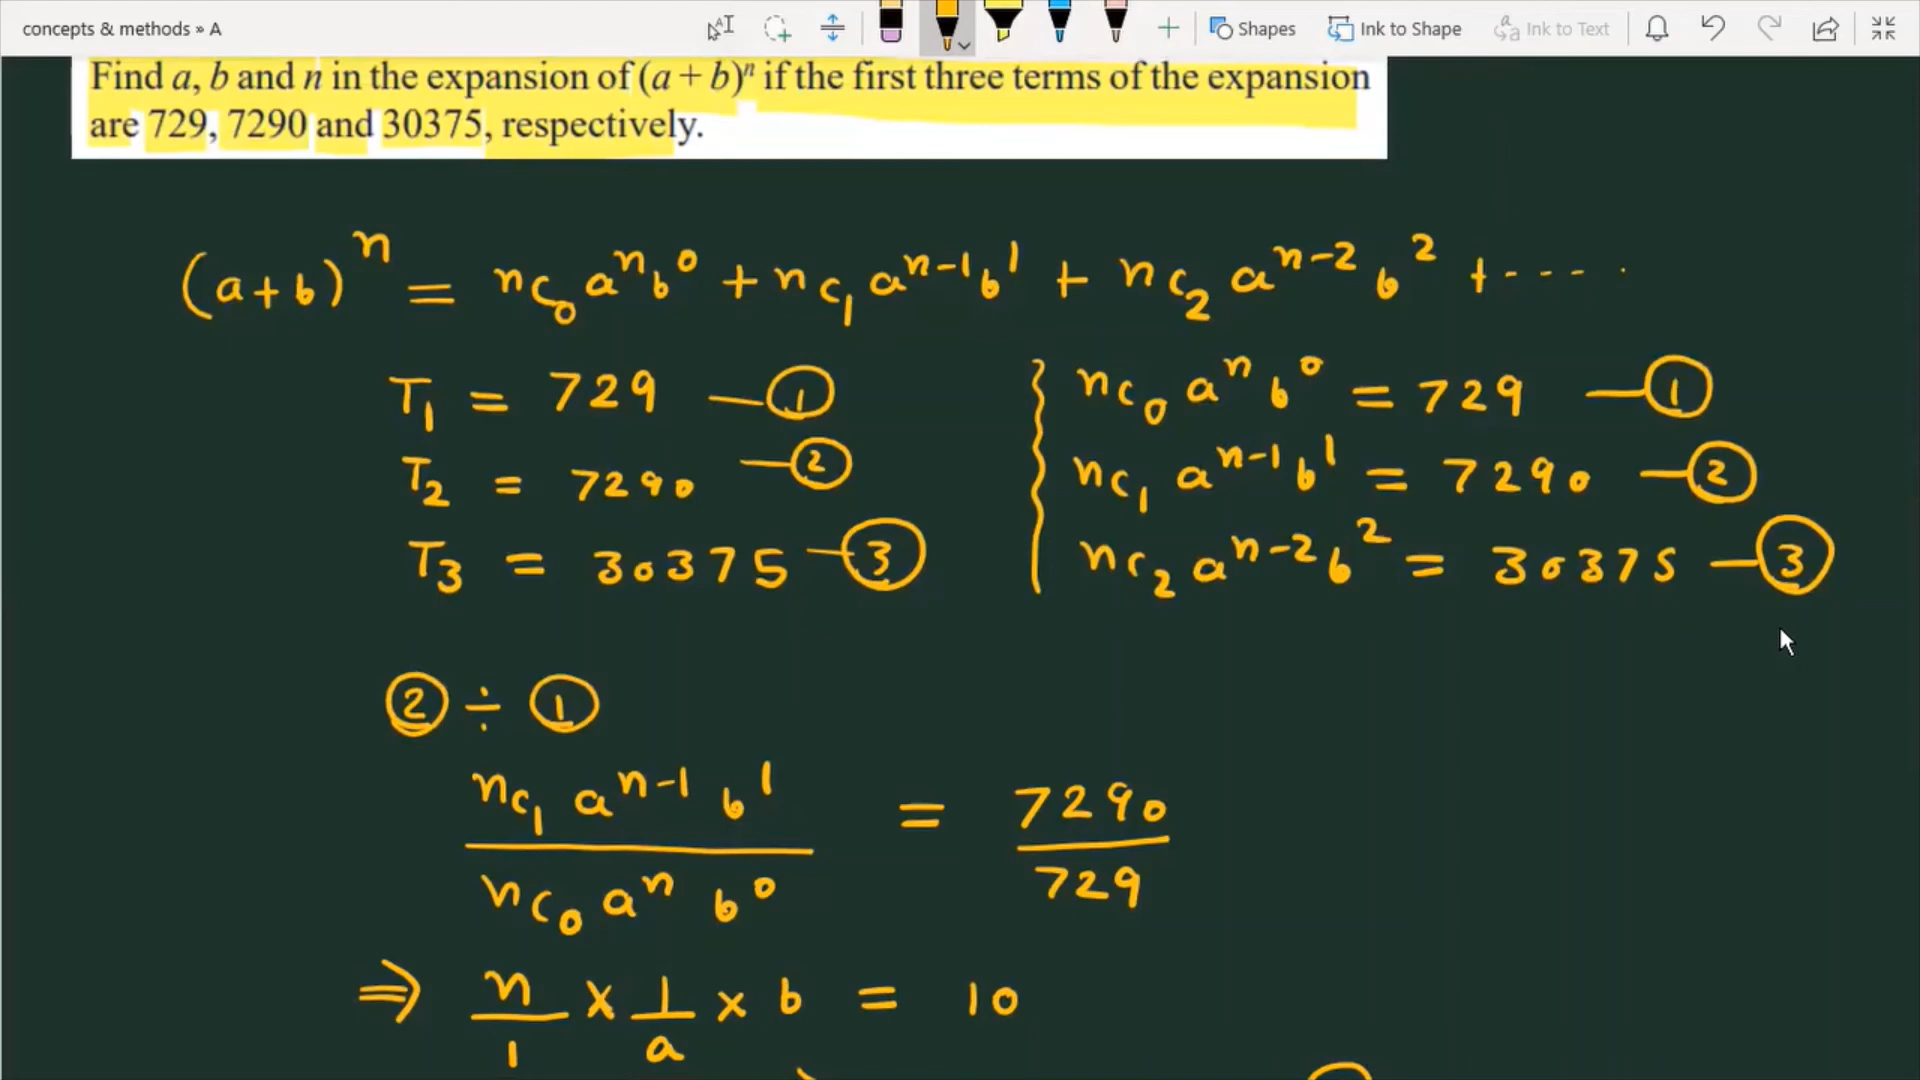 concepts & methods » A
Shapes Ink to Shape Ink to Text
Find a, b and n in the expansion of (a + b)ⁿ if the first three terms of the expansion
are 729, 7290 and 30375, respectively.
(a+b)ⁿ = nC₀ aⁿ b⁰ + nC₁ aⁿ⁻¹ b¹ + nC₂ aⁿ⁻² b² + ----.
T₁ = 729 — ①
T₂ = 7290 — ②
T₃ = 30375 — ③
nC₀ aⁿ b⁰ = 729 — ①
nC₁ aⁿ⁻¹ b¹ = 7290 — ②
nC₂ aⁿ⁻² b² = 30375 — ③
② ÷ ①
nC₁ aⁿ⁻¹ b¹ / nC₀ aⁿ b⁰ = 7290 / 729
⇒ n/1 × 1/a × b = 10